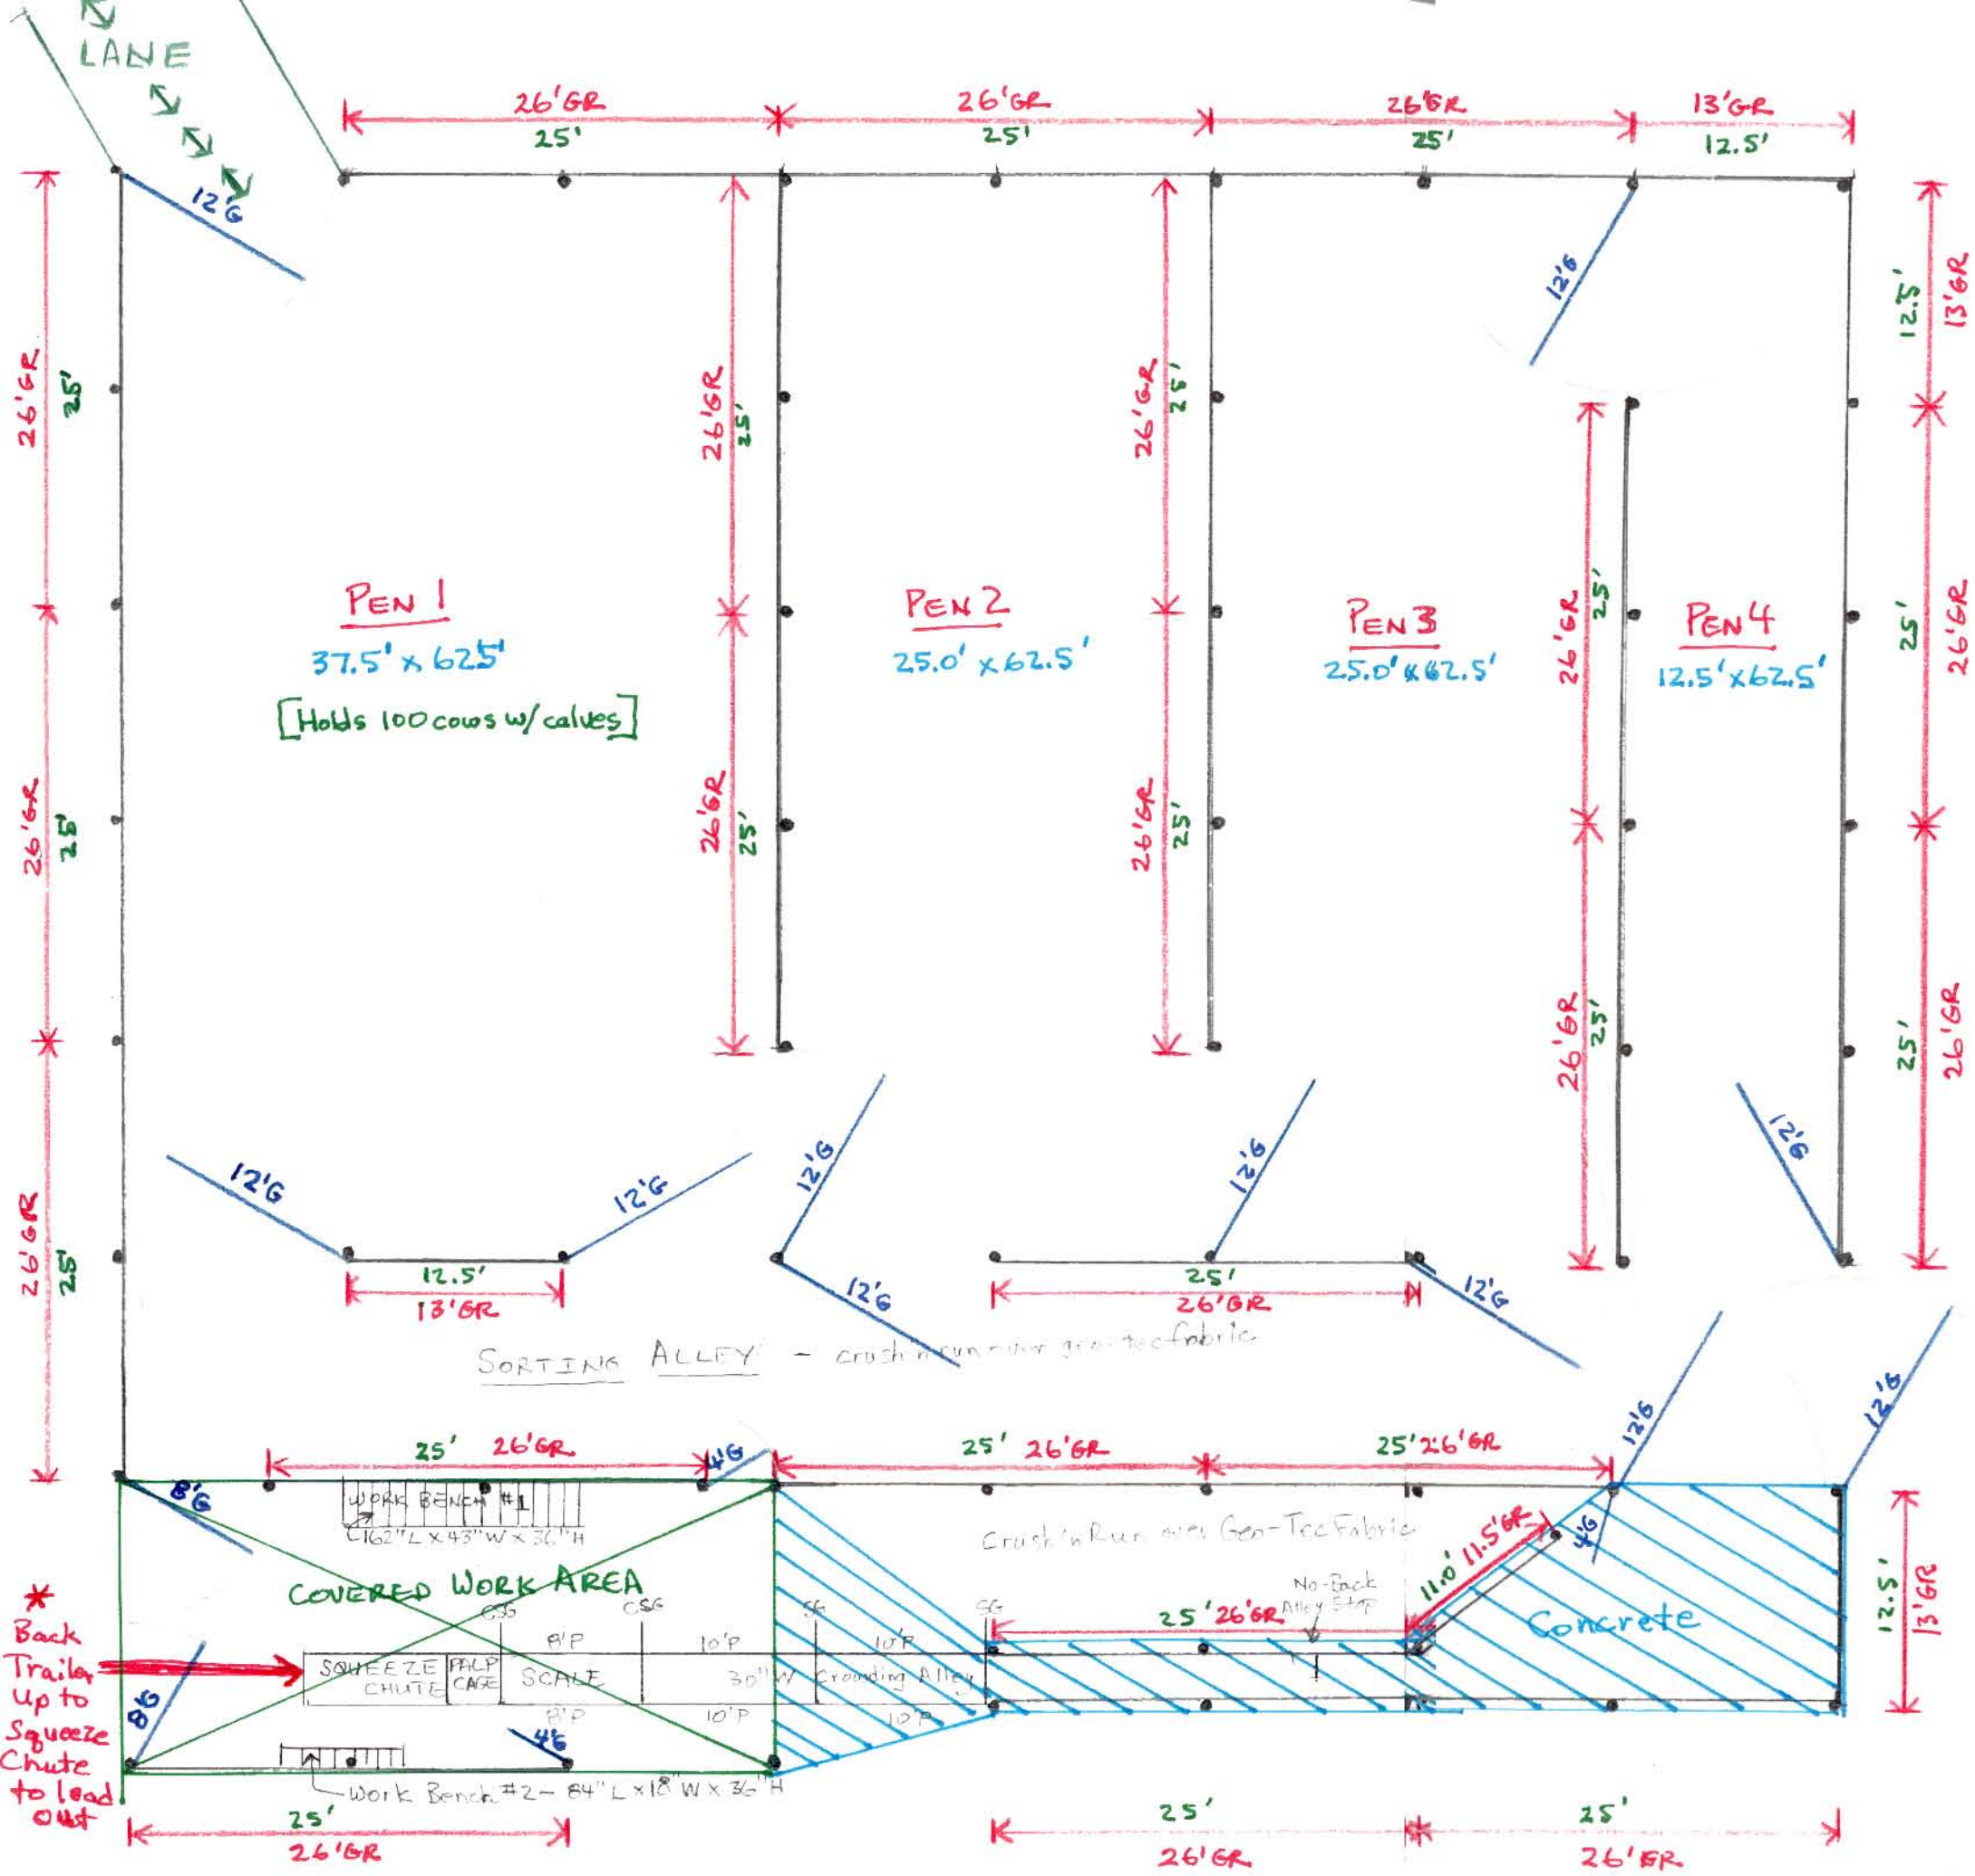 LANE
26'GR
26'GR
26'GR
13'GR
25'
25'
25'
12.5'
12'G
12'G
26'GR
25'
26'GR
25'
26'GR
25'
12.5'
13'GR
PEN 1
37.5' x 62.5'
[Holds 100 cows w/ calves]
PEN 2
25.0' x 62.5'
PEN 3
25.0' x 62.5'
PEN 4
12.5' x 62.5'
26'GR
25'
25'
26'GR
26'GR
25'
26'GR
25'
26'GR
25'
26'GR
25'
25'
26'GR
12'G
12'G
12'G
12'G
12'G
26'GR
25'
12.5'
13'GR
12'G
25'
26'GR
12'G
SORTING ALLEY - crush'n run over geo-tec fabric
25' 26'GR
4'G
25' 26'GR
25' 26'GR
12'G
12'G
8'G
WORK BENCH #1
162" L x 43" W x 36" H
Crush'n Run over Geo-Tec Fabric
11.0' 11.5'GR
4'G
12.5'
13'GR
COVERED WORK AREA
No-Back
Alley Stop
25' 26'GR
Concrete
CSG
CSG
SG
SG
8'P
10'P
10'P
* Back
Trailer
up to
Squeeze
Chute
to load
out
SQUEEZE
CHUTE
PALP
CAGE
SCALE
30" W Crowding Alley
8'P
10'P
10'P
8'G
4'G
Work Bench #2 - 84" L x 18" W x 36" H
25'
26'GR
25'
26'GR
25'
26'GR